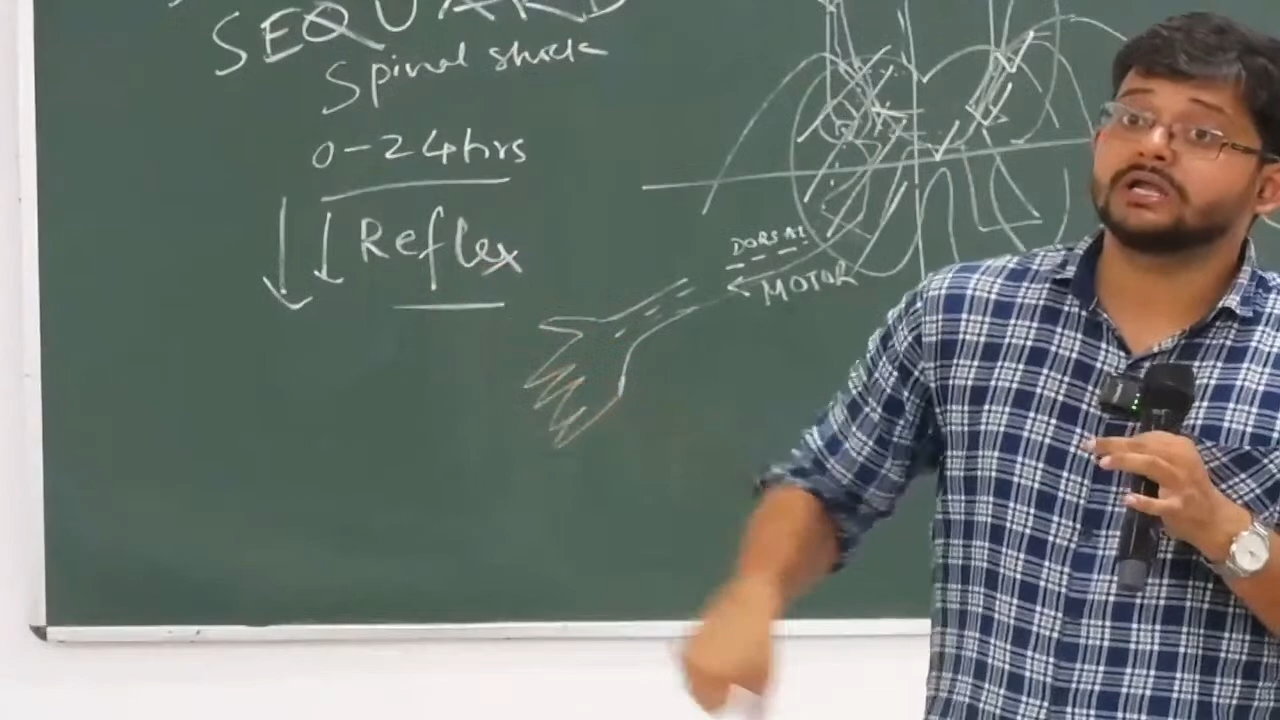 SEQUARD
Spinal shock
0-24hrs
↓ ↓ Reflex
DORSAL
MOTOR